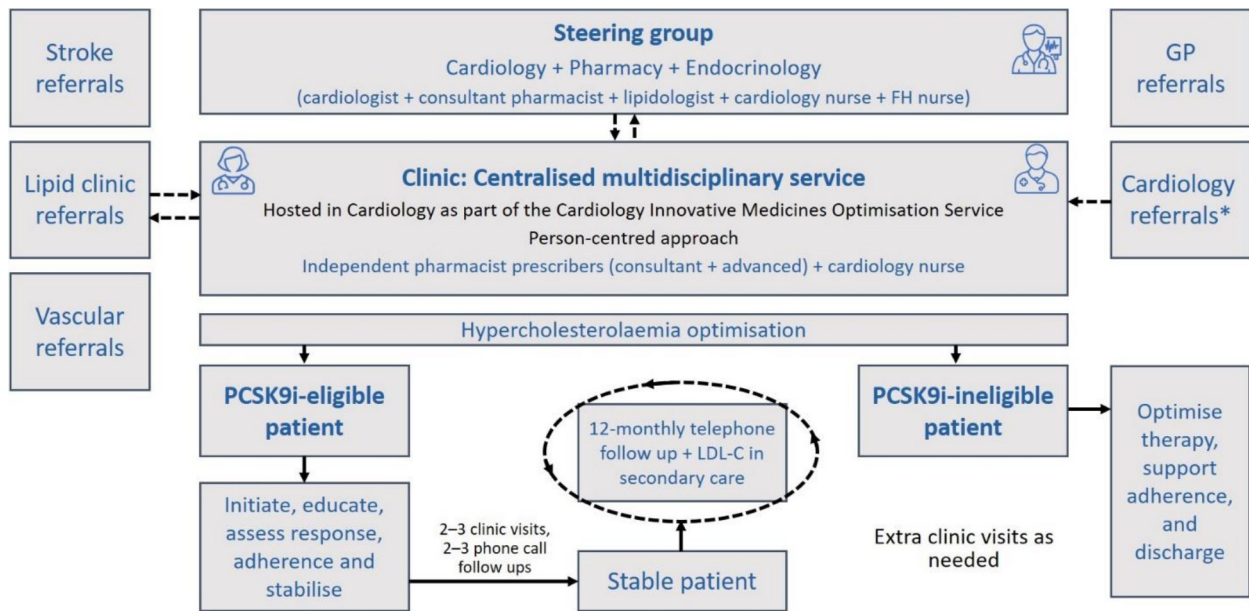 Stroke
referrals
Steering group
Cardiology + Pharmacy + Endocrinology
(cardiologist + consultant pharmacist + lipidologist + cardiology nurse + FH nurse)
GP
referrals
Lipid clinic
referrals
Clinic: Centralised multidisciplinary service
Hosted in Cardiology as part of the Cardiology Innovative Medicines Optimisation Service
Person-centred approach
Independent pharmacist prescribers (consultant + advanced) + cardiology nurse
Cardiology
referrals*
Vascular
referrals
Hypercholesterolaemia optimisation
PCSK9i-eligible
patient
12-monthly telephone
follow up + LDL-C in
secondary care
PCSK9i-ineligible
patient
Optimise
therapy,
support
adherence,
and
discharge
Initiate, educate,
assess response,
adherence and
stabilise
2–3 clinic visits,
2–3 phone call
follow ups
Stable patient
Extra clinic visits as
needed